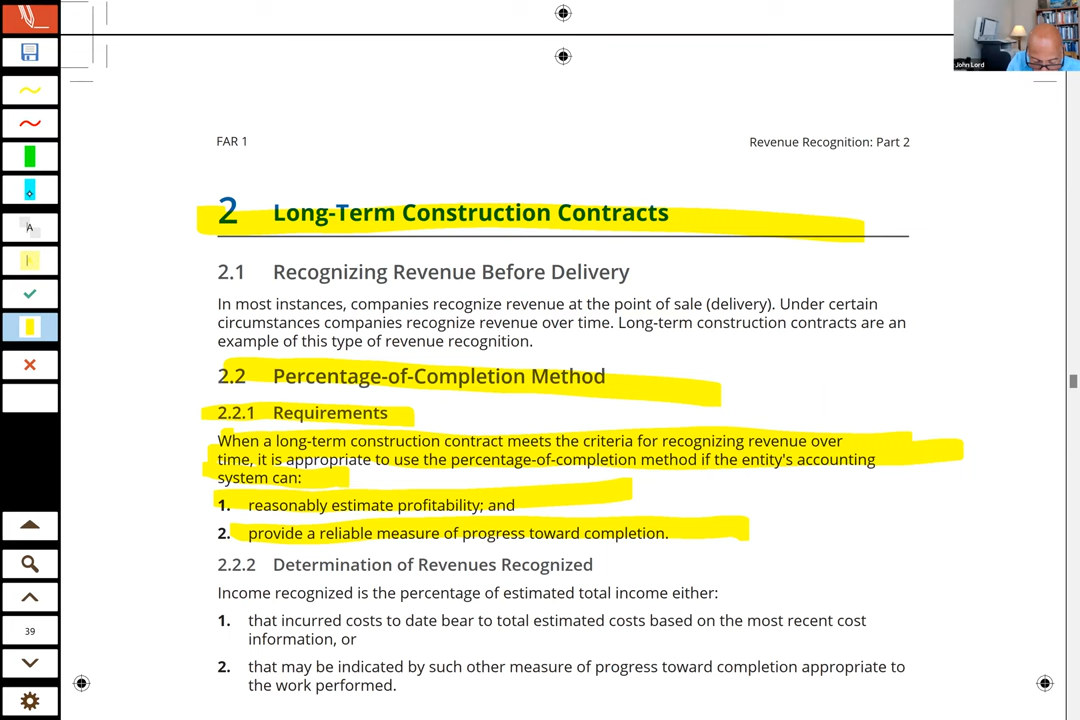 John Lord
FAR 1
Revenue Recognition: Part 2
2 Long-Term Construction Contracts
2.1 Recognizing Revenue Before Delivery
In most instances, companies recognize revenue at the point of sale (delivery). Under certain
circumstances companies recognize revenue over time. Long-term construction contracts are an
example of this type of revenue recognition.
2.2 Percentage-of-Completion Method
2.2.1 Requirements
When a long-term construction contract meets the criteria for recognizing revenue over
time, it is appropriate to use the percentage-of-completion method if the entity's accounting
system can:
1. reasonably estimate profitability; and
2. provide a reliable measure of progress toward completion.
2.2.2 Determination of Revenues Recognized
Income recognized is the percentage of estimated total income either:
1. that incurred costs to date bear to total estimated costs based on the most recent cost
information, or
2. that may be indicated by such other measure of progress toward completion appropriate to
the work performed.
A
39